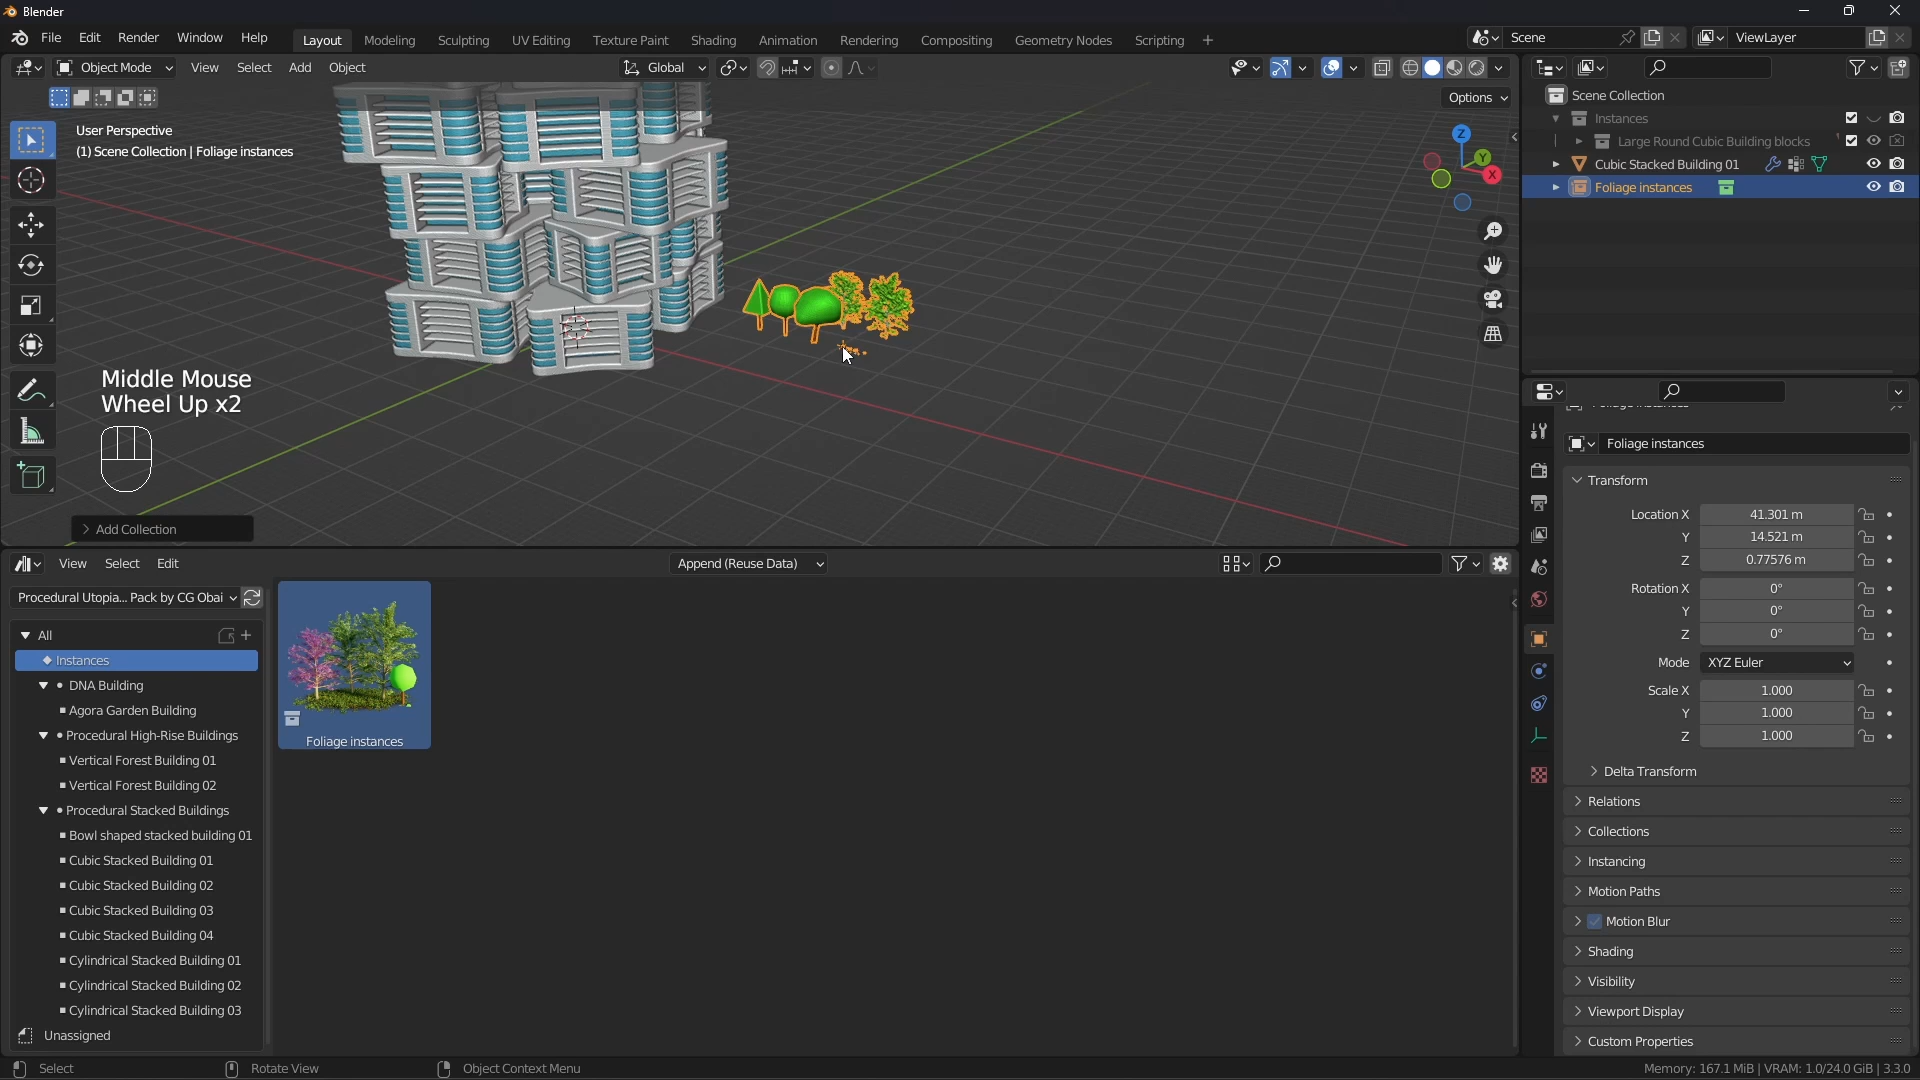 Blender
File Edit Render Window Help Layout Modeling Sculpting UV Editing Texture Paint Shading Animation Rendering Compositing Geometry Nodes Scripting + Scene ViewLayer
Object Mode View Select Add Object Global
Options
User Perspective
(1) Scene Collection | Foliage instances
Z
Y
X
Middle Mouse
Wheel Up x2
Add Collection
Scene Collection
Instances
Large Round Cubic Building blocks
Cubic Stacked Building 01
Foliage instances
Foliage instances
Transform
Location X 41.301 m
Y 14.521 m
Z 0.77576 m
Rotation X 0°
Y 0°
Z 0°
Mode XYZ Euler
Scale X 1.000
Y 1.000
Z 1.000
Delta Transform
Relations
Collections
Instancing
Motion Paths
Motion Blur
Shading
Visibility
Viewport Display
Custom Properties
View Select Edit Append (Reuse Data)
Procedural Utopia... Pack by CG Obai
All
Instances
DNA Building
Agora Garden Building
Procedural High-Rise Buildings
Vertical Forest Building 01
Vertical Forest Building 02
Procedural Stacked Buildings
Bowl shaped stacked building 01
Cubic Stacked Building 01
Cubic Stacked Building 02
Cubic Stacked Building 03
Cubic Stacked Building 04
Cylindrical Stacked Building 01
Cylindrical Stacked Building 02
Cylindrical Stacked Building 03
Unassigned
Foliage instances
Select Rotate View Object Context Menu Memory: 167.1 MiB | VRAM: 1.0/24.0 GiB | 3.3.0